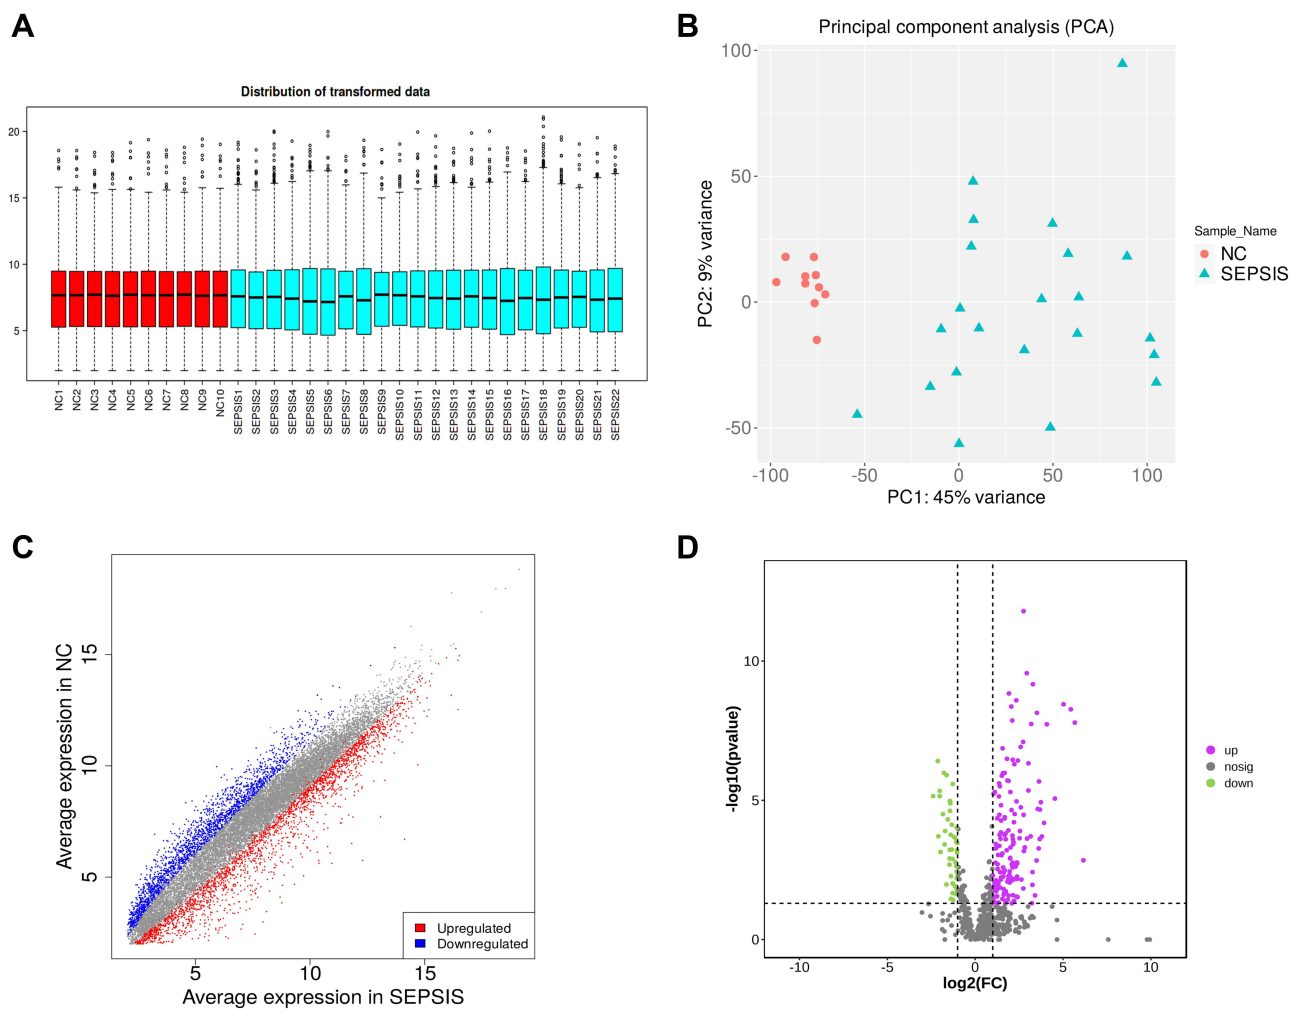 A
Distribution of transformed data
20
15
10
5
NC1
NC2
NC3
NC4
NC5
NC6
NC7
NC8
NC9
NC10
SEPSIS1
SEPSIS2
SEPSIS3
SEPSIS4
SEPSIS5
SEPSIS6
SEPSIS7
SEPSIS8
SEPSIS9
SEPSIS10
SEPSIS11
SEPSIS12
SEPSIS13
SEPSIS14
SEPSIS15
SEPSIS16
SEPSIS17
SEPSIS18
SEPSIS19
SEPSIS20
SEPSIS21
SEPSIS22
B
Principal component analysis (PCA)
PC2: 9% variance
100
50
0
-50
-100
-50
0
50
100
PC1: 45% variance
Sample_Name
NC
SEPSIS
C
Average expression in NC
15
10
5
Upregulated
Downregulated
5
10
15
Average expression in SEPSIS
D
-log10(pvalue)
10
5
0
-10
-5
0
5
10
log2(FC)
up
nosig
down